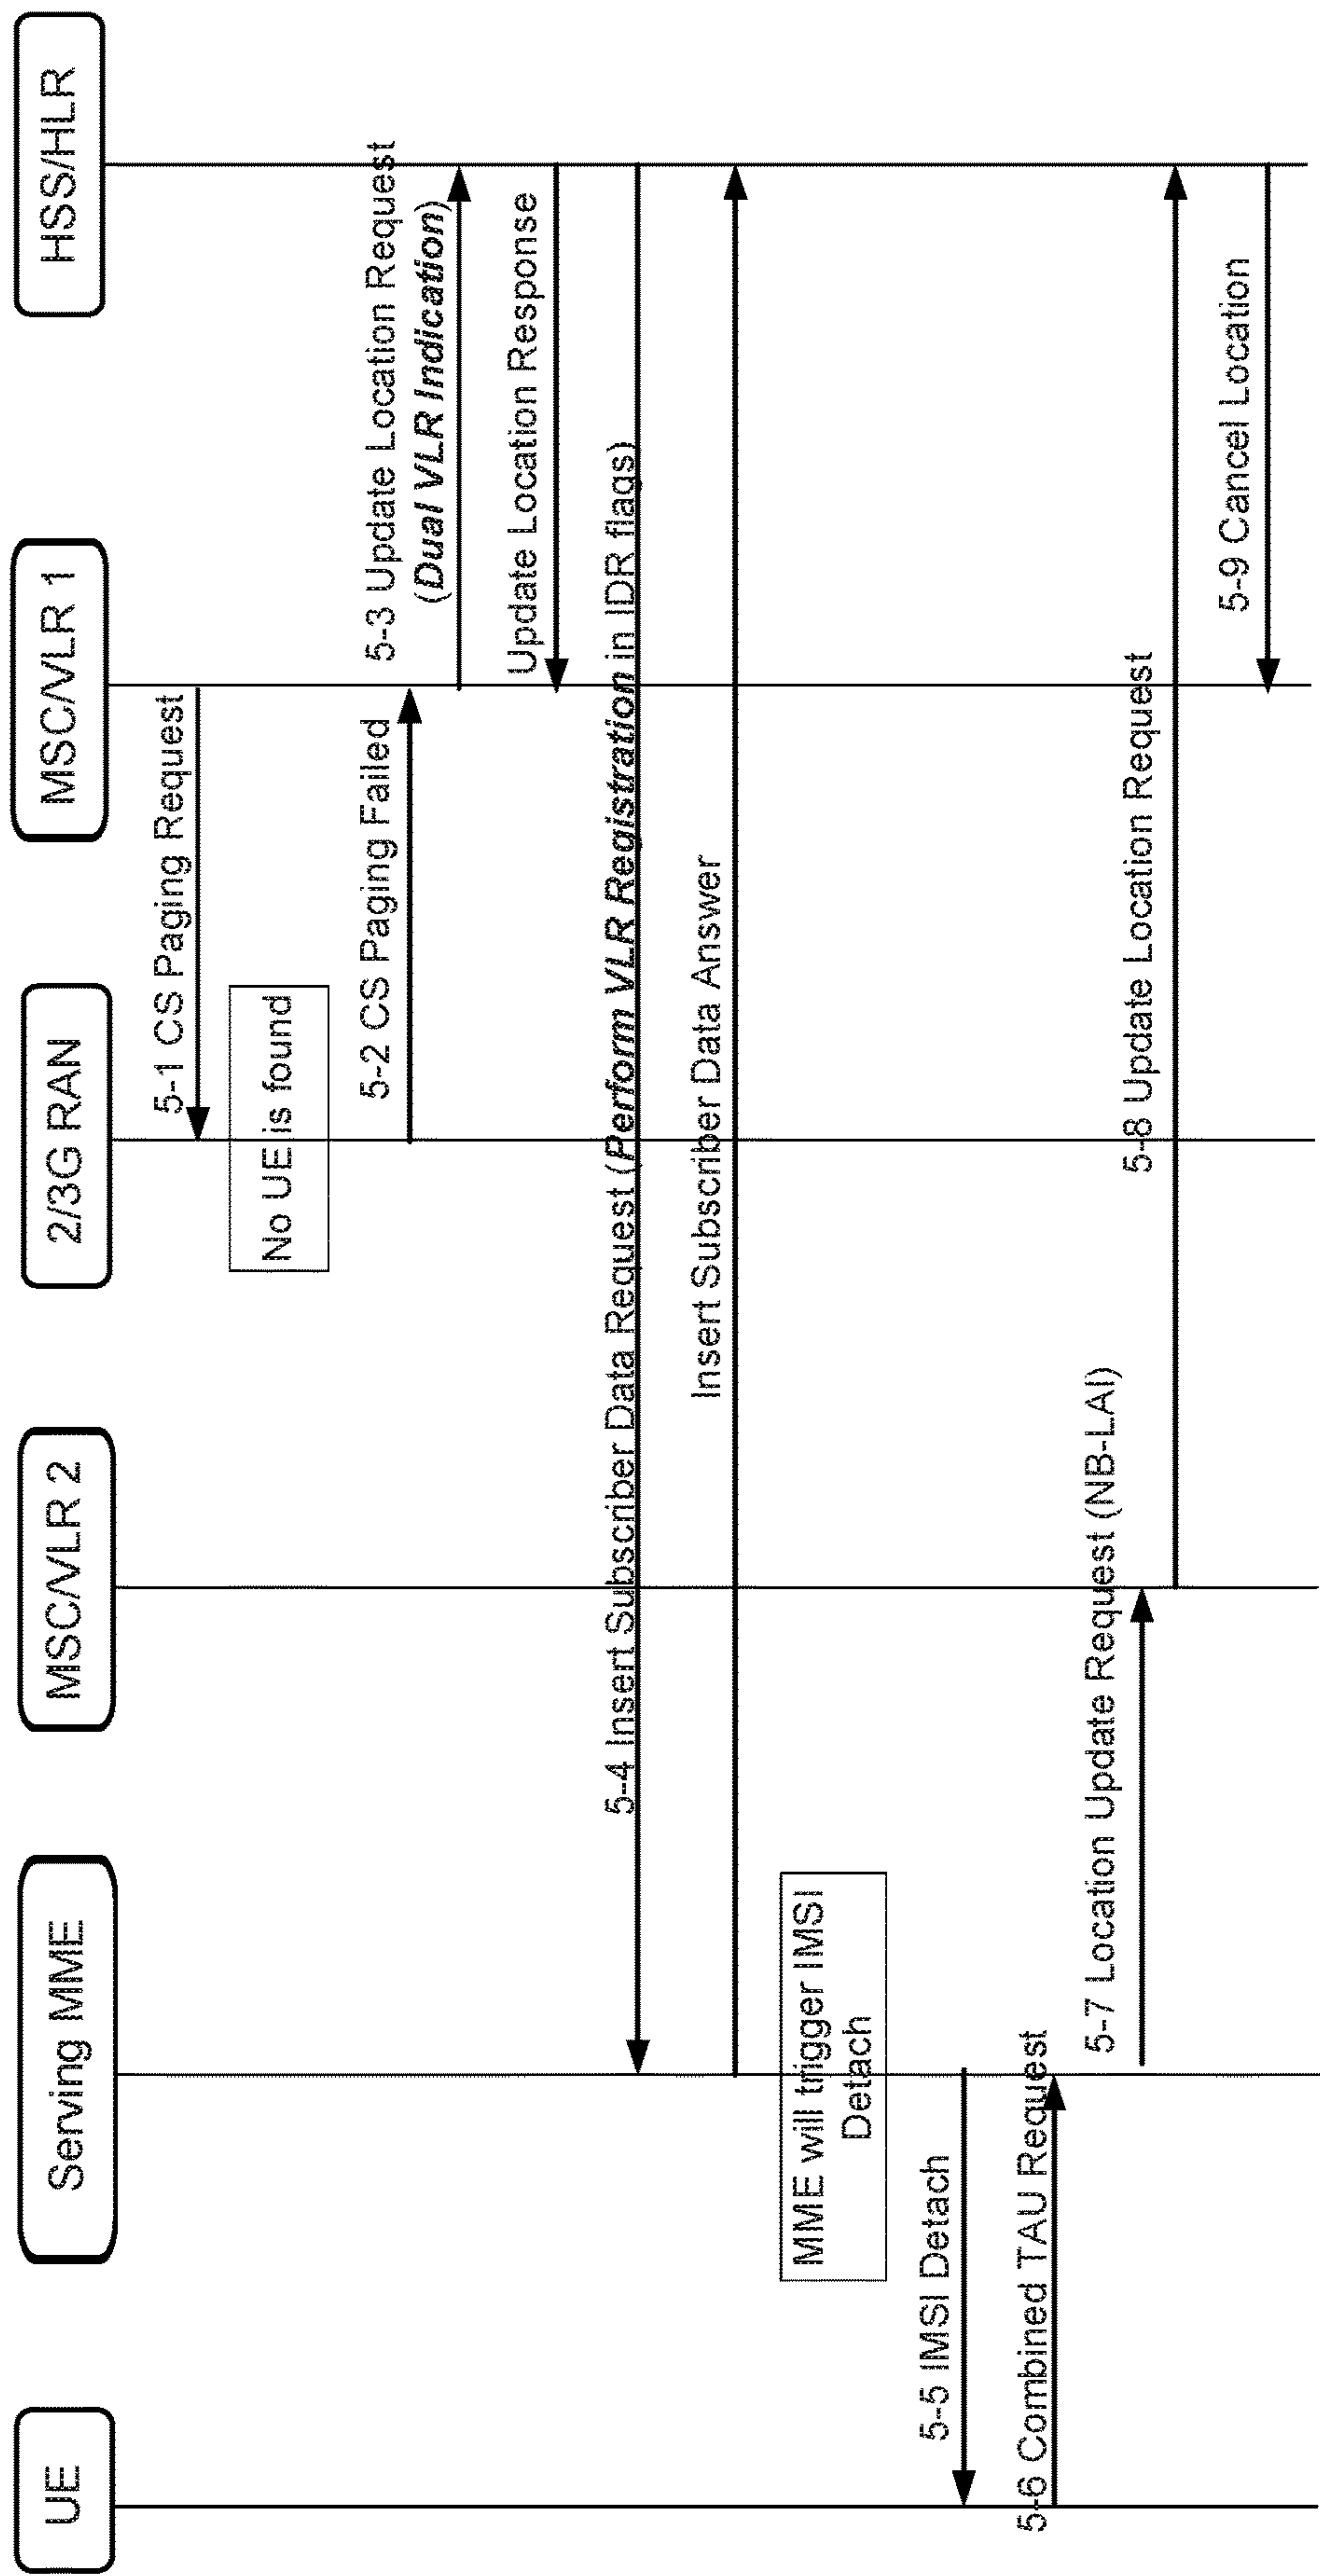 UE
Serving MME
MSC/VLR 2
2/3G RAN
MSC/VLR 1
HSS/HLR
5-1 CS Paging Request
No UE is found
5-2 CS Paging Failed
5-3 Update Location Request
(Dual VLR Indication)
Update Location Response
5-4 Insert Subscriber Data Request (Perform VLR Registration in IDR flags)
Insert Subscriber Data Answer
MME will trigger IMSI
Detach
5-5 IMSI Detach
5-6 Combined TAU Request
5-7 Location Update Request (NB-LAI)
5-8 Update Location Request
5-9 Cancel Location